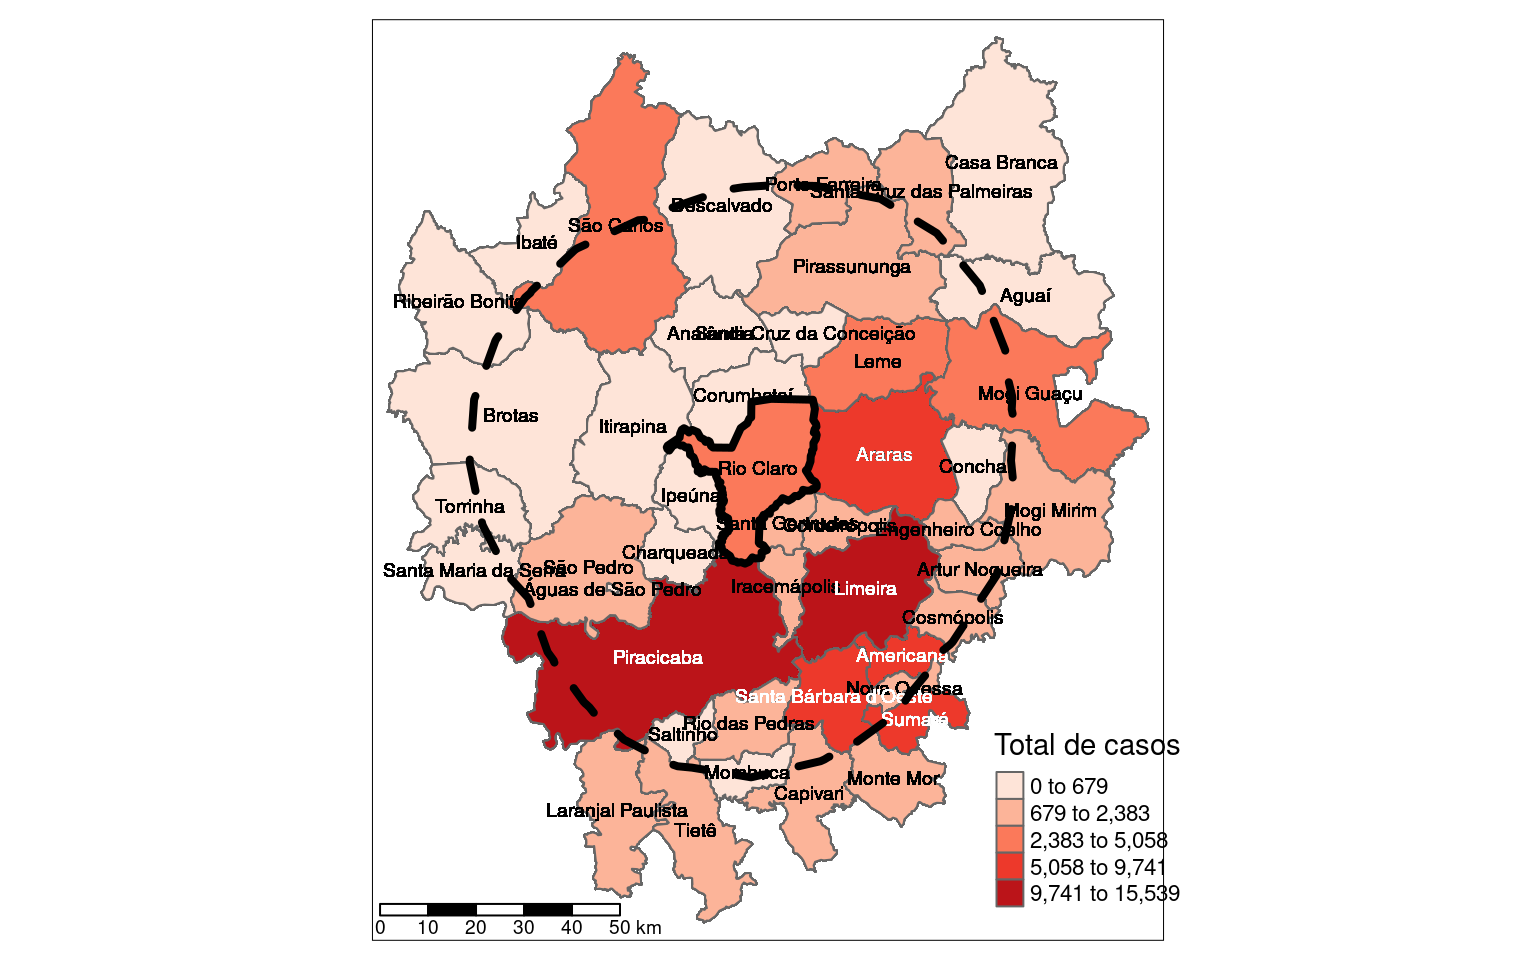 Casa Branca
Porto Ferreira
Santa Cruz das Palmeiras
Descalvado
São Carlos
Ibaté
Pirassununga
Aguaí
Ribeirão Bonito
Analândia
Santa Cruz da Conceição
Leme
Corumbataí
Mogi Guaçu
Brotas
Itirapina
Araras
Rio Claro
Conchal
Ipeúna
Torrinha
Mogi Mirim
Santa Gertrudes
Cordeirópolis
Engenheiro Coelho
Charqueada
São Pedro
Santa Maria da Serra
Artur Nogueira
Águas de São Pedro
Iracemápolis
Limeira
Cosmópolis
Piracicaba
Americana
Nova Odessa
Santa Bárbara d'Oeste
Sumaré
Rio das Pedras
Saltinho
Mombuca
Monte Mor
Capivari
Laranjal Paulista
Tietê
Total de casos
0 to 679
679 to 2,383
2,383 to 5,058
5,058 to 9,741
9,741 to 15,539
0 10 20 30 40 50 km